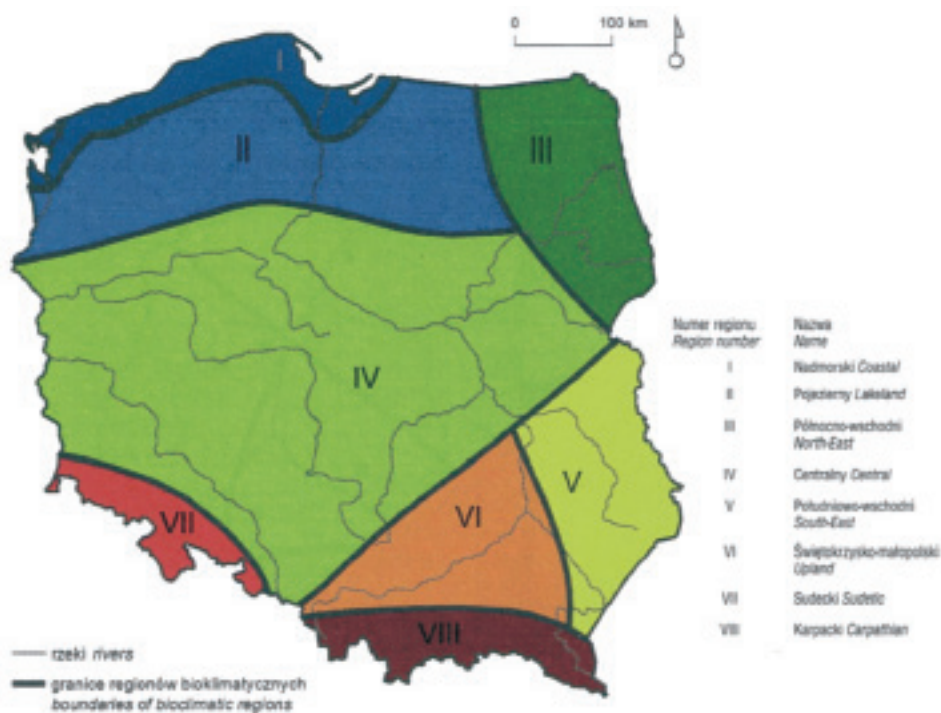 0 100 km
I
II
III
IV
V
VI
VII
VIII
Numer regionu Nazwa
Region number Name
I Nadmorski Coastal
II Pojezierny Lakeland
III Północno-wschodni
North-East
IV Centralny Central
V Południowo-wschodni
South-East
VI Świętokrzysko-małopolski
Upland
VII Sudecki Sudetic
VIII Karpacki Carpathian
rzeki rivers
granice regionów bioklimatycznych
boundaries of bioclimatic regions